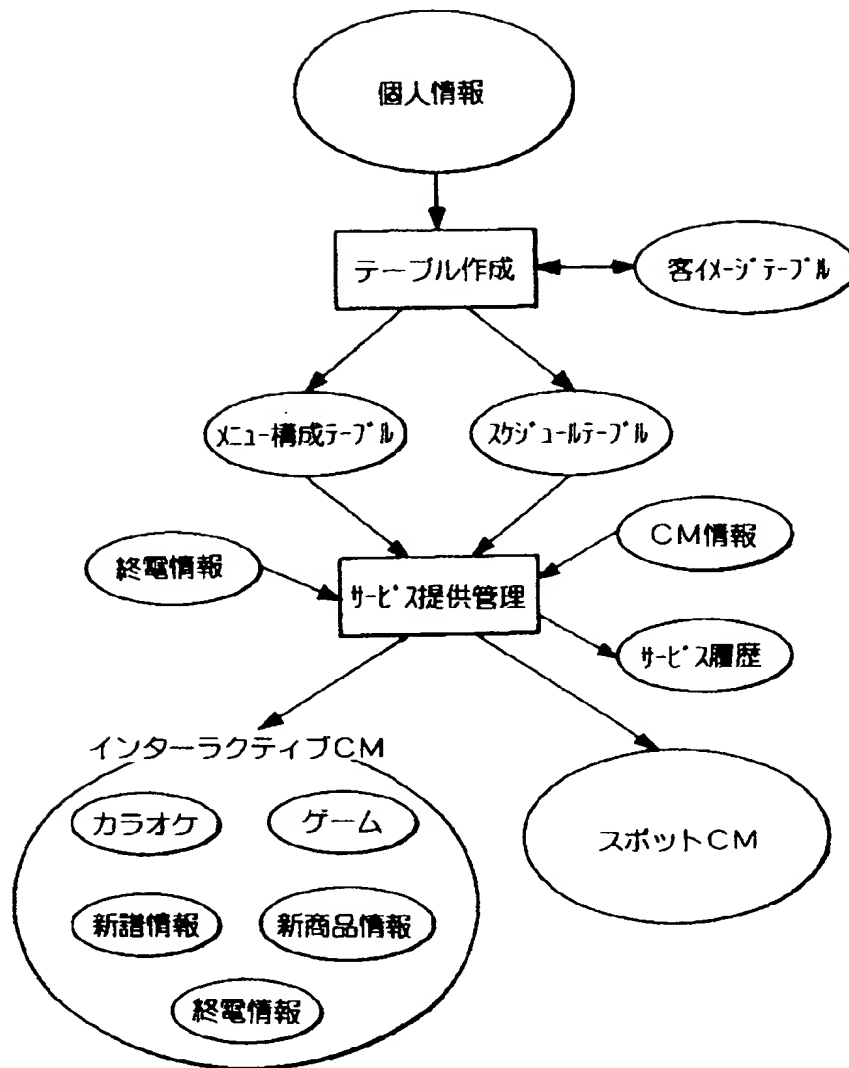 個人情報
テーブル作成
客ｲﾒｰｼﾞﾃｰﾌﾞﾙ
ﾒﾆｭｰ構成ﾃｰﾌﾞﾙ
ｽｹｼﾞｭｰﾙﾃｰﾌﾞﾙ
終電情報
ＣＭ情報
ｻｰﾋﾞｽ提供管理
ｻｰﾋﾞｽ履歴
インターラクティブＣＭ
カラオケ
ゲーム
スポットＣＭ
新譜情報
新商品情報
終電情報